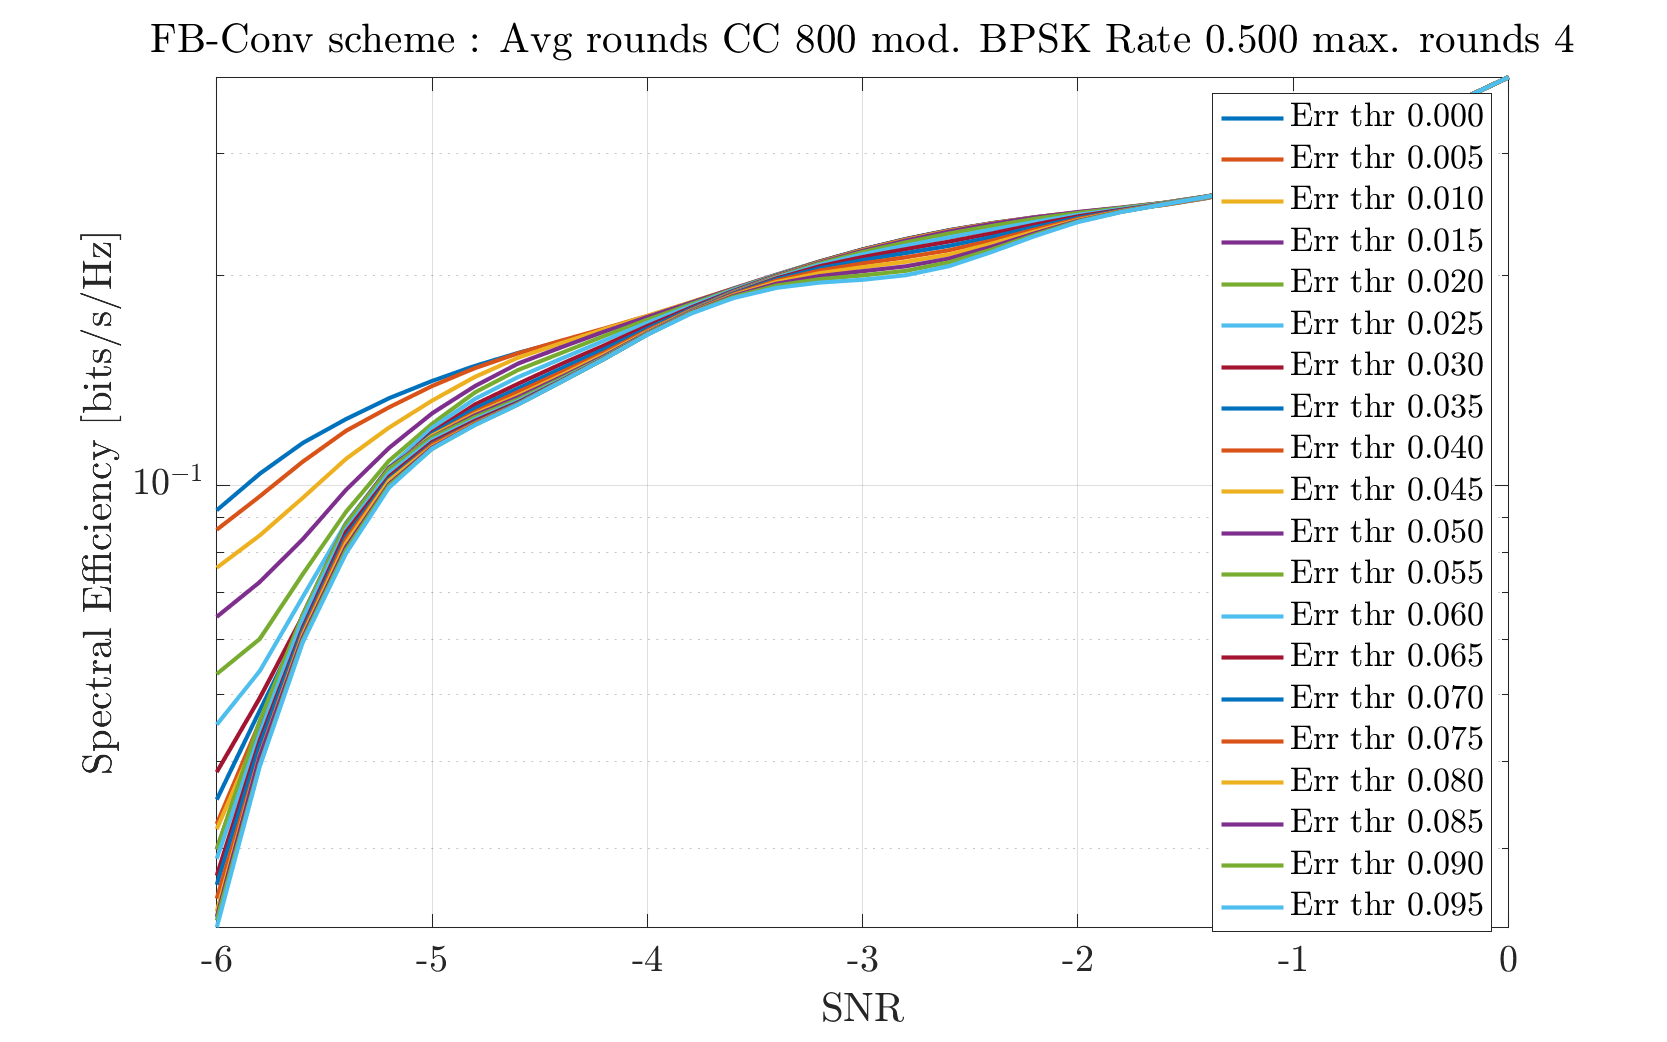 FB-Conv scheme : Avg rounds CC 800 mod. BPSK Rate 0.500 max. rounds 4
Spectral Efficiency [bits/s/Hz]
10⁻¹
Err thr 0.000
Err thr 0.005
Err thr 0.010
Err thr 0.015
Err thr 0.020
Err thr 0.025
Err thr 0.030
Err thr 0.035
Err thr 0.040
Err thr 0.045
Err thr 0.050
Err thr 0.055
Err thr 0.060
Err thr 0.065
Err thr 0.070
Err thr 0.075
Err thr 0.080
Err thr 0.085
Err thr 0.090
Err thr 0.095
-6 -5 -4 -3 -2 -1 0
SNR